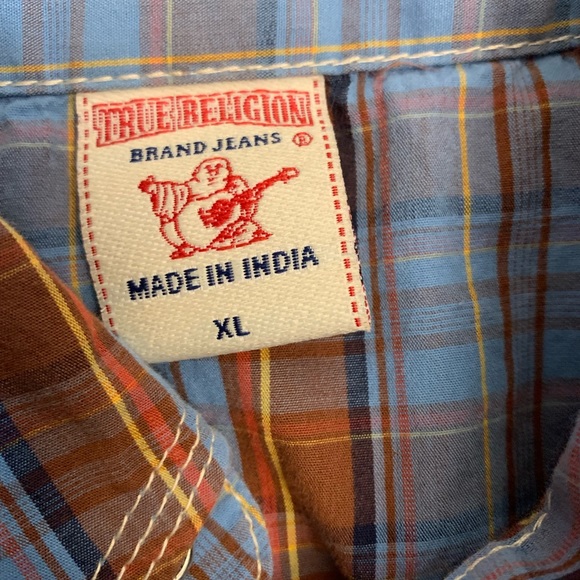 TRUE RELIGION
BRAND JEANS ®
MADE IN INDIA
XL